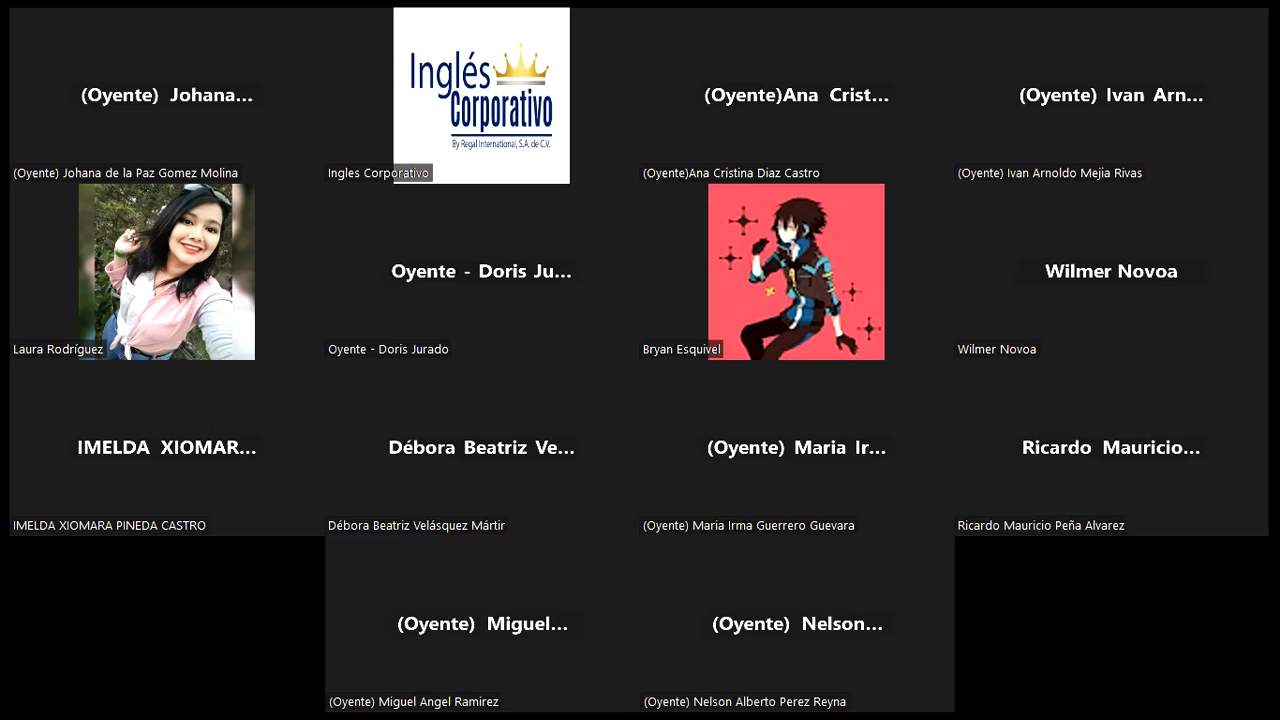 (Oyente) Johana...
(Oyente) Johana de la Paz Gomez Molina
Inglés
Corporativo
By Regal International, S.A. de C.V.
Ingles Corporativo
(Oyente)Ana Crist...
(Oyente)Ana Cristina Diaz Castro
(Oyente) Ivan Arn...
(Oyente) Ivan Arnoldo Mejia Rivas
Laura Rodríguez
Oyente - Doris Ju...
Oyente - Doris Jurado
Bryan Esquivel
Wilmer Novoa
Wilmer Novoa
IMELDA XIOMAR...
IMELDA XIOMARA PINEDA CASTRO
Débora Beatriz Ve...
Débora Beatriz Velásquez Mártir
(Oyente) Maria Ir...
(Oyente) Maria Irma Guerrero Guevara
Ricardo Mauricio...
Ricardo Mauricio Peña Alvarez
(Oyente) Miguel...
(Oyente) Miguel Angel Ramirez
(Oyente) Nelson...
(Oyente) Nelson Alberto Perez Reyna